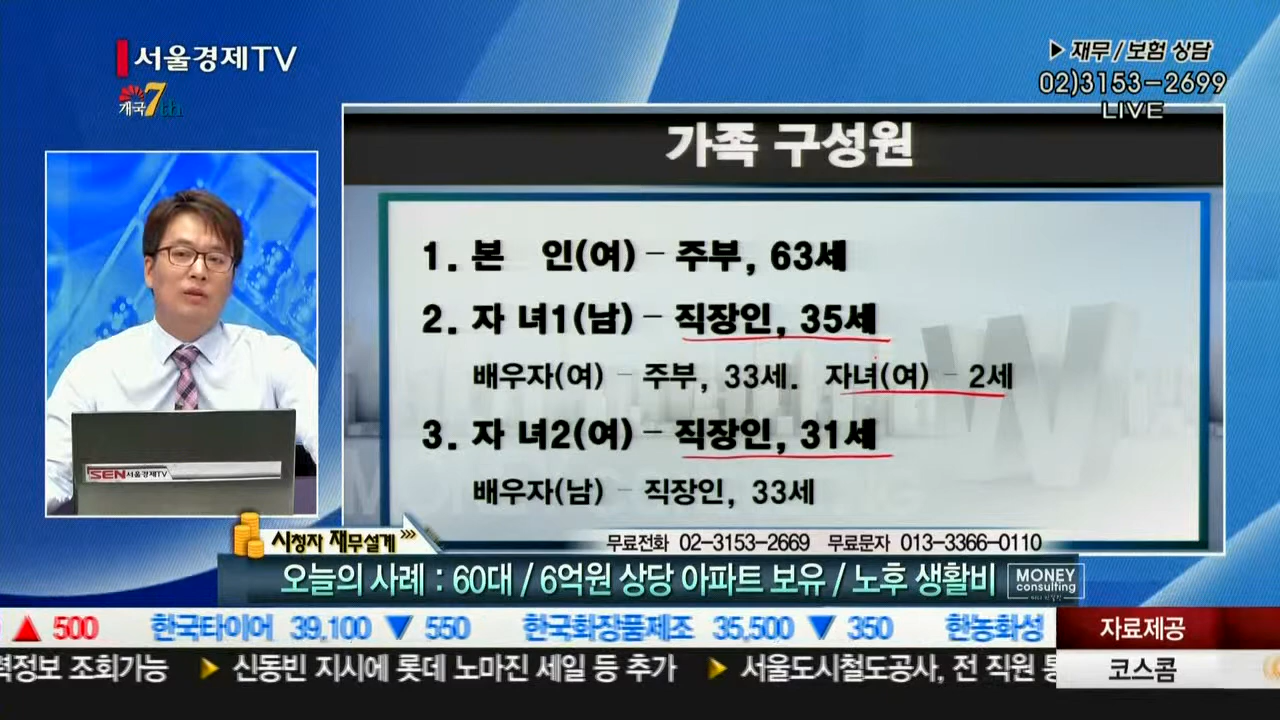 서울경제TV
개국7th
▶ 재무/보험 상담
02)3153-2699
LIVE
가족 구성원
1. 본 인(여) - 주부, 63세
2. 자 녀1(남) - 직장인, 35세
배우자(여) - 주부, 33세. 자녀(여) - 2세
3. 자 녀2(여) - 직장인, 31세
배우자(남) - 직장인, 33세
SEN 서울경제TV
시청자 재무설계 >>>
무료전화 02-3153-2669 무료문자 013-3366-0110
오늘의 사례 : 60대 / 6억원 상당 아파트 보유 / 노후 생활비
MONEY
consulting
▲ 500 한국타이어 39,100 ▼ 550 한국화장품제조 35,500 ▼ 350 한농화성
자료제공
정보 조회가능 ▶ 신동빈 지시에 롯데 노마진 세일 등 추가 ▶ 서울도시철도공사, 전 직원
코스콤